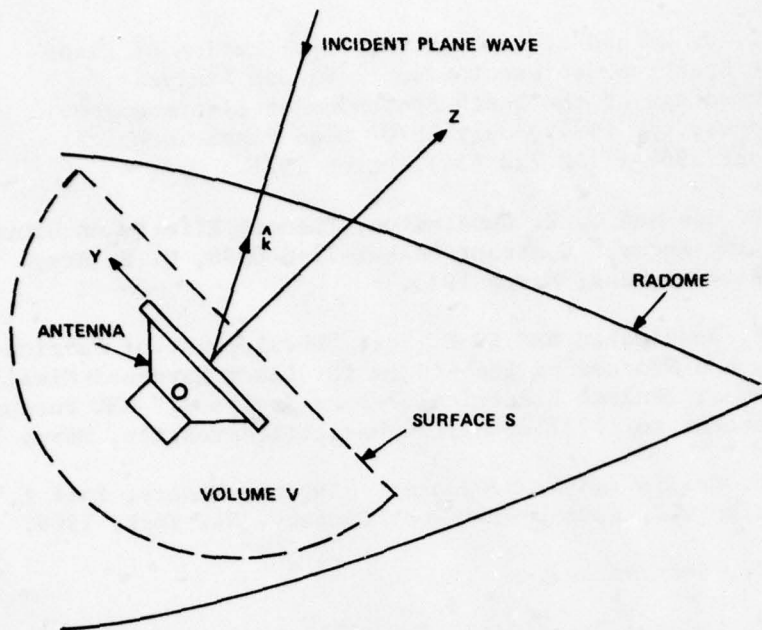 INCIDENT PLANE WAVE
Z
k̂
Y
RADOME
ANTENNA
SURFACE S
VOLUME V